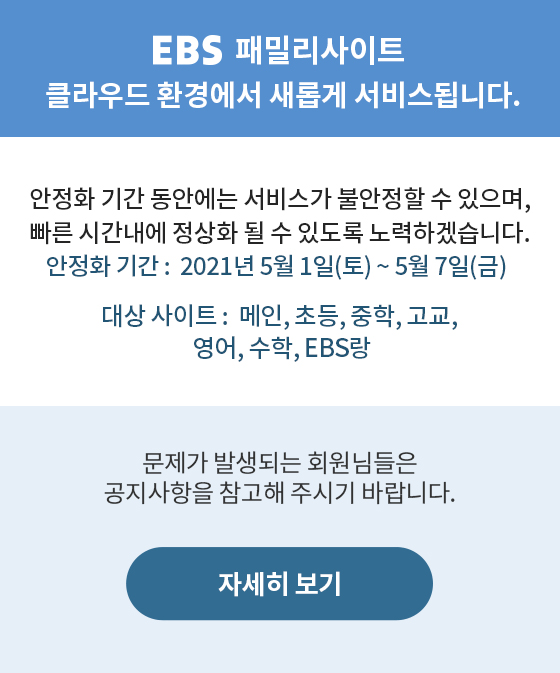 EBS 패밀리사이트
클라우드 환경에서 새롭게 서비스됩니다.
안정화 기간 동안에는 서비스가 불안정할 수 있으며,
빠른 시간내에 정상화 될 수 있도록 노력하겠습니다.
안정화 기간 : 2021년 5월 1일(토) ~ 5월 7일(금)
대상 사이트 : 메인, 초등, 중학, 고교,
영어, 수학, EBS랑
문제가 발생되는 회원님들은
공지사항을 참고해 주시기 바랍니다.
자세히 보기